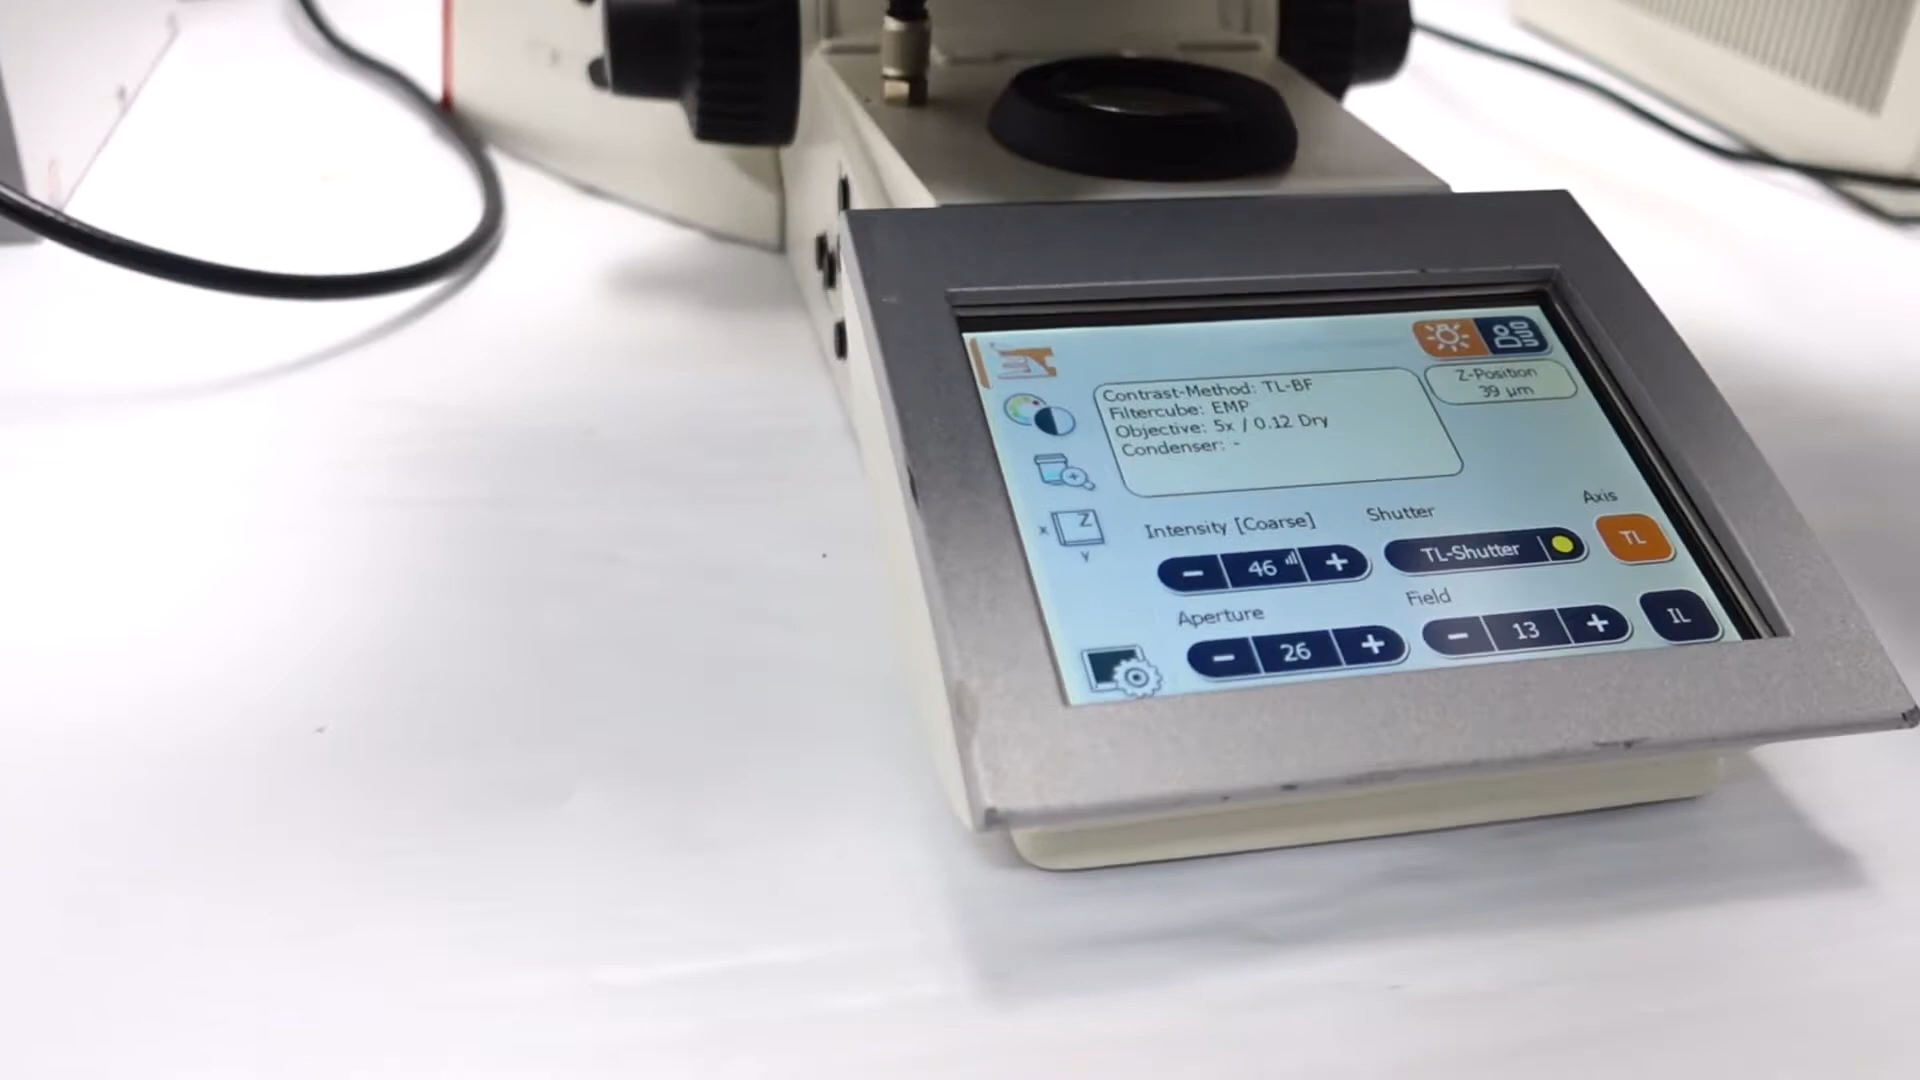 Contrast-Method: TL-BF
Filtercube: EMP
Objective: 5x / 0.12 Dry
Condenser: -
Z-Position
39 µm
x Z
Y
Intensity [Coarse]
Shutter
Axis
− 46 +
TL-Shutter
TL
Aperture
Field
− 26 +
− 13 +
IL